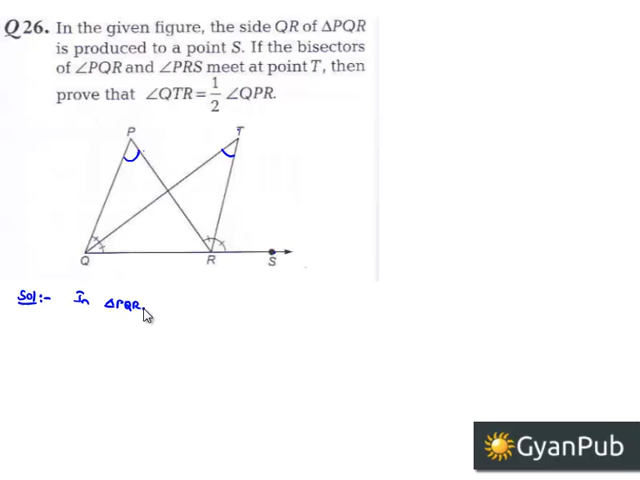 Q26. In the given figure, the side QR of ΔPQR
is produced to a point S. If the bisectors
of ∠PQR and ∠PRS meet at point T, then
prove that ∠QTR = 1/2 ∠QPR.
P T
Q R S
Sol:- In ΔPQR,
GyanPub